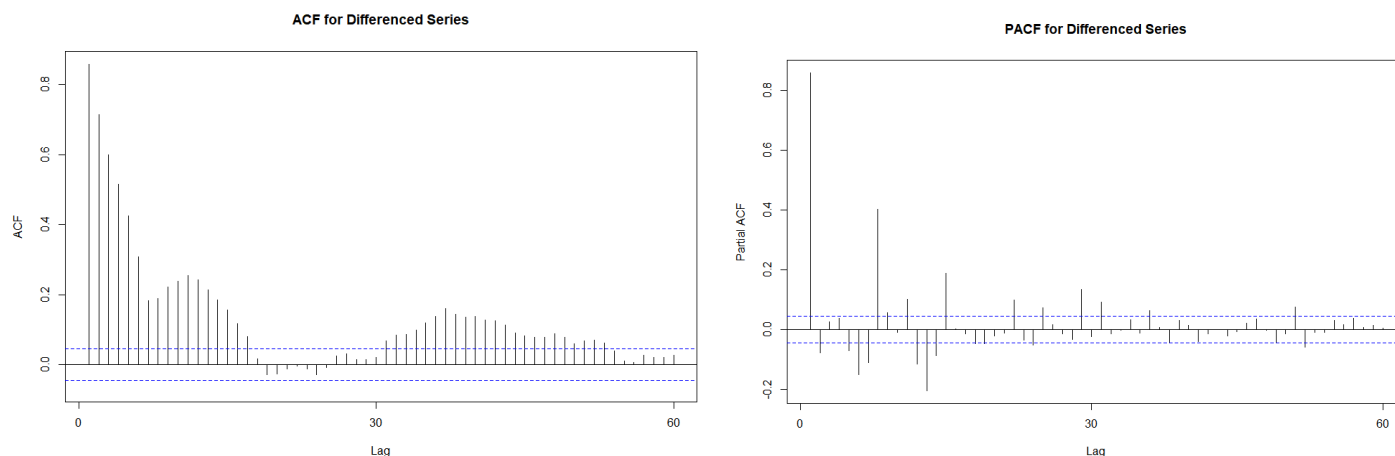 ACF for Differenced Series
ACF
0.0
0.2
0.4
0.6
0.8
0
30
60
Lag
PACF for Differenced Series
Partial ACF
-0.2
0.0
0.2
0.4
0.6
0.8
0
30
60
Lag